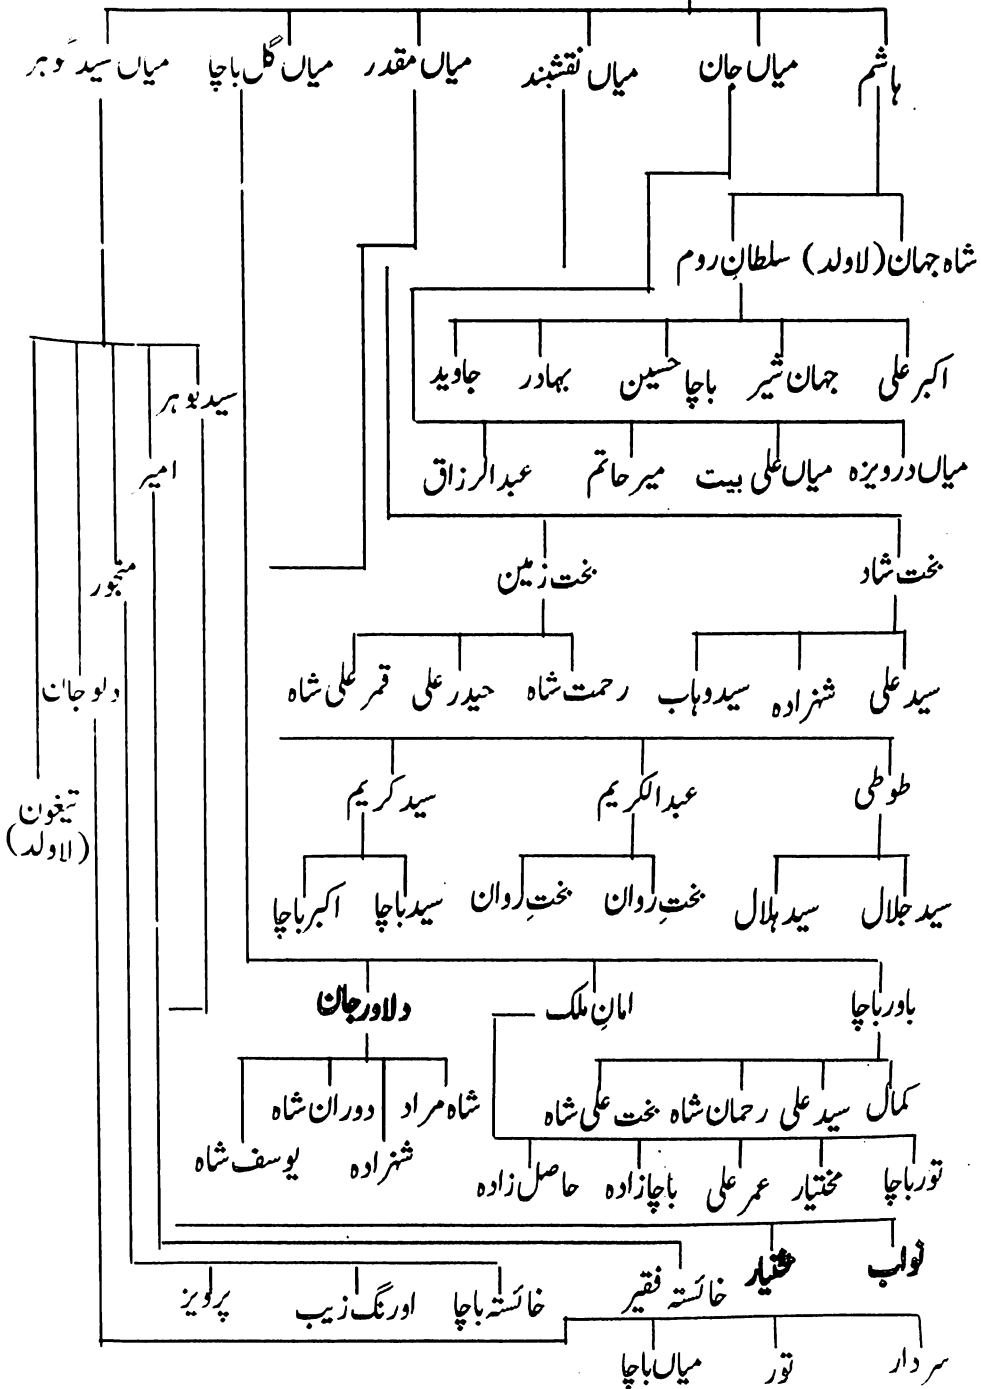 ہاشم میاں جان میاں نقشبند میاں مقدر میاں گل باچا میاں سید گوہر
شاہ جہان (لاولد) سلطانِ روم
اکبر علی جہان شیر باچا حسین بہادر جاوید
سید بوہر
میاں درویزہ میاں علی بیت میر حاتم عبدالرزاق
امیر
بخت شاد بخت زمین
منجور
سید علی شہزادہ سید وہاب رحمت شاہ حیدر علی قمر علی شاہ
دلو جان
طوطی عبدالکریم سید کریم
تیغون
(لاولد)
سید جلال سید ہلال بختِ روان بختِ روان سید باچا اکبر باچا
باور باچا امانِ ملک دلاور جان
کمال سید علی رحمان شاہ بخت علی شاہ شاہ مراد دوران شاہ
شہزادہ یوسف شاہ
تور باچا مختیار عمر علی باچا زادہ حاصل زادہ
نواب مختیار
خائستہ فقیر خائستہ باچا اورنگ زیب پرویز
سردار تور میاں باچا